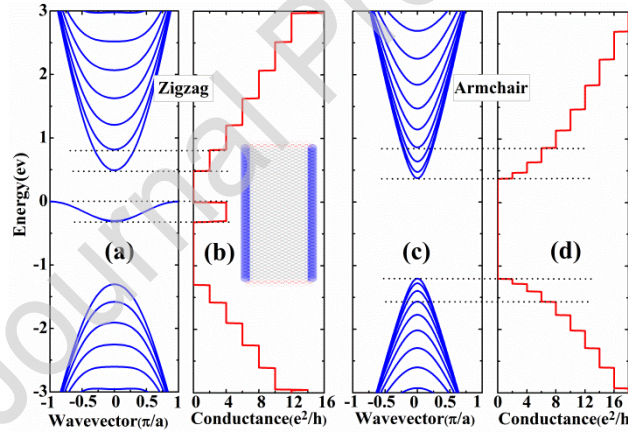 Journal Pr
3
2
1
0
-1
-2
-3
Energy(ev)
Zigzag
Armchair
(a)
(b)
(c)
(d)
-1 -0.5 0 0.5 1
0 4 8 12 16
-1 -0.5 0 0.5 1
0 4 8 12 16
Wavevector(π/a) Conductance(e²/h) Wavevector(π/a) Conductance(e²/h)